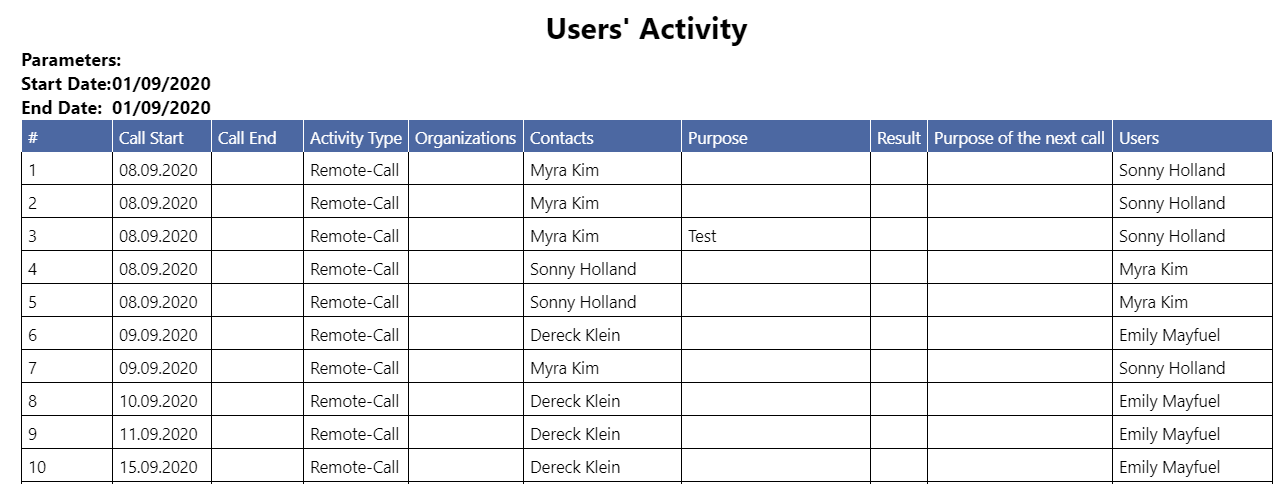 Users' Activity
Parameters:
Start Date:01/09/2020
End Date: 01/09/2020
# Call Start Call End Activity Type Organizations Contacts Purpose Result Purpose of the next call Users
1 08.09.2020 Remote-Call Myra Kim Sonny Holland
2 08.09.2020 Remote-Call Myra Kim Sonny Holland
3 08.09.2020 Remote-Call Myra Kim Test Sonny Holland
4 08.09.2020 Remote-Call Sonny Holland Myra Kim
5 08.09.2020 Remote-Call Sonny Holland Myra Kim
6 09.09.2020 Remote-Call Dereck Klein Emily Mayfuel
7 09.09.2020 Remote-Call Myra Kim Sonny Holland
8 10.09.2020 Remote-Call Dereck Klein Emily Mayfuel
9 11.09.2020 Remote-Call Dereck Klein Emily Mayfuel
10 15.09.2020 Remote-Call Dereck Klein Emily Mayfuel